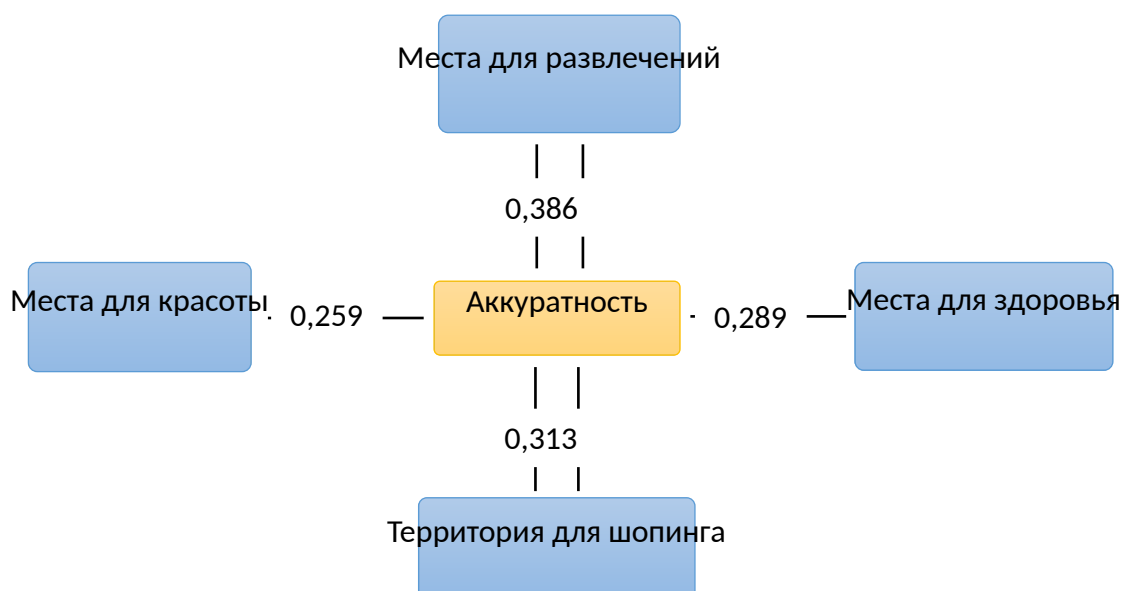 Места для развлечений
0,386
Места для красоты
0,259
Аккуратность
0,289
Места для здоровья
0,313
Территория для шопинга